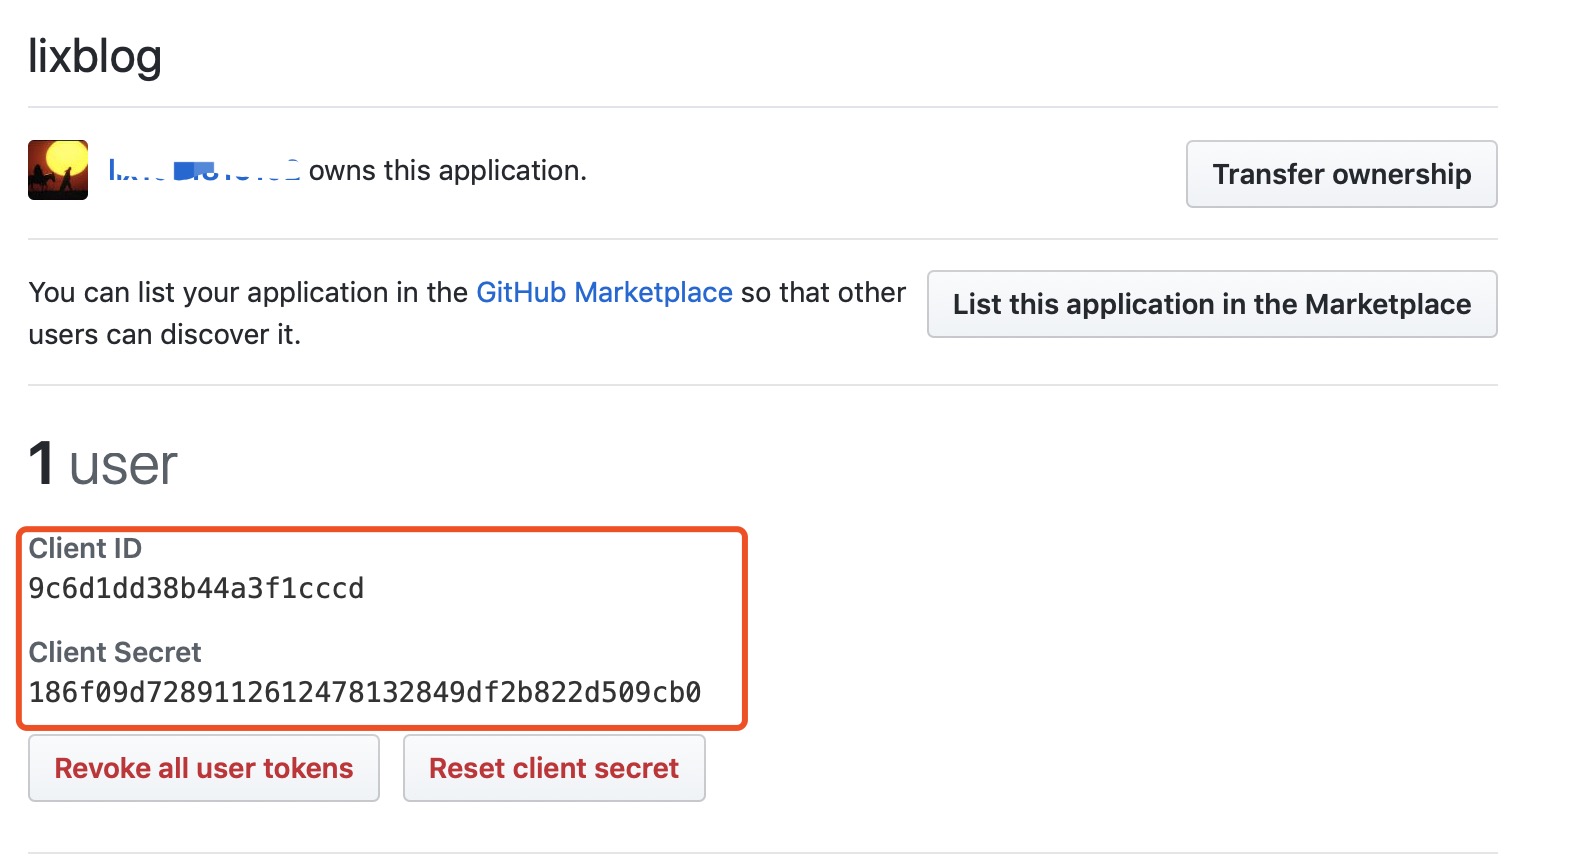 lixblog
owns this application.
Transfer ownership
You can list your application in the GitHub Marketplace so that other
users can discover it.
List this application in the Marketplace
1 user
Client ID
9c6d1dd38b44a3f1cccd
Client Secret
186f09d7289112612478132849df2b822d509cb0
Revoke all user tokens
Reset client secret